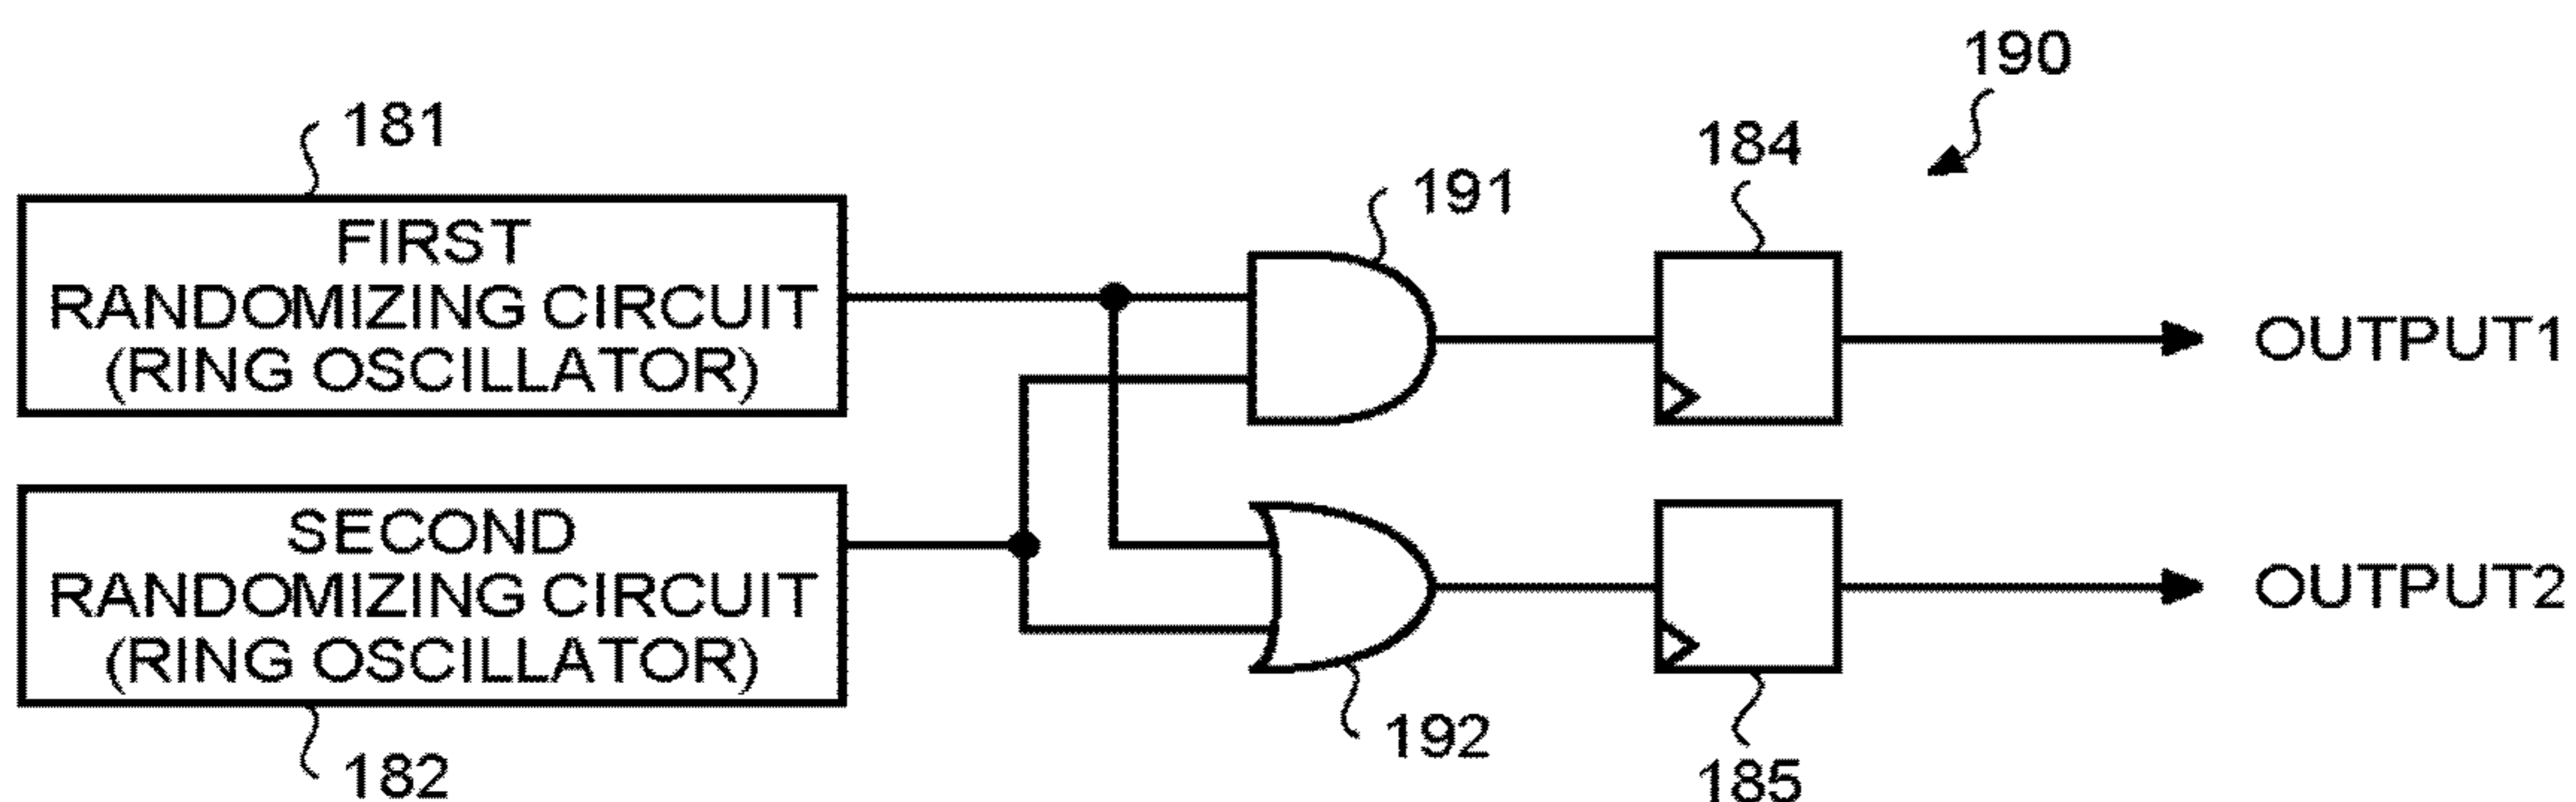 190
181
184
191
FIRST
RANDOMIZING CIRCUIT
(RING OSCILLATOR)
OUTPUT1
SECOND
RANDOMIZING CIRCUIT
(RING OSCILLATOR)
OUTPUT2
192
182
185